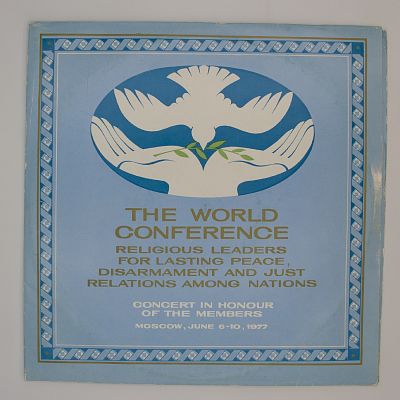 THE WORLD
CONFERENCE
RELIGIOUS LEADERS
FOR LASTING PEACE,
DISARMAMENT AND JUST
RELATIONS AMONG NATIONS
CONCERT IN HONOUR
OF THE MEMBERS
MOSCOW, JUNE 6-10, 1977